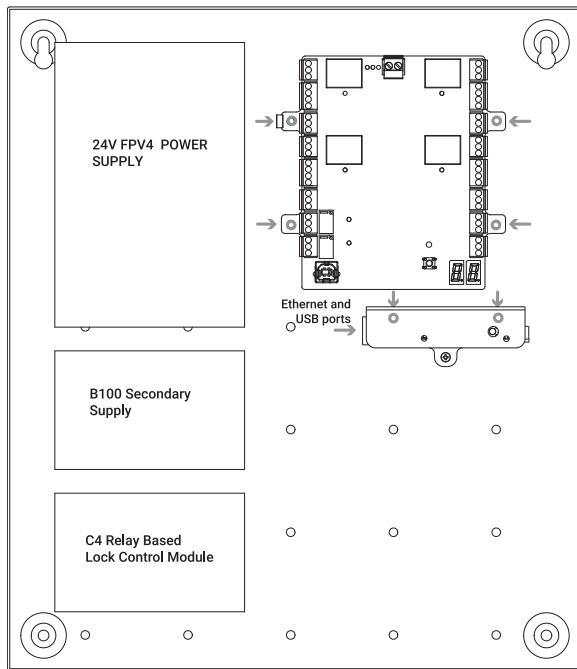 24V FPV4 POWER
SUPPLY
Ethernet and
USB ports
B100 Secondary
Supply
C4 Relay Based
Lock Control Module